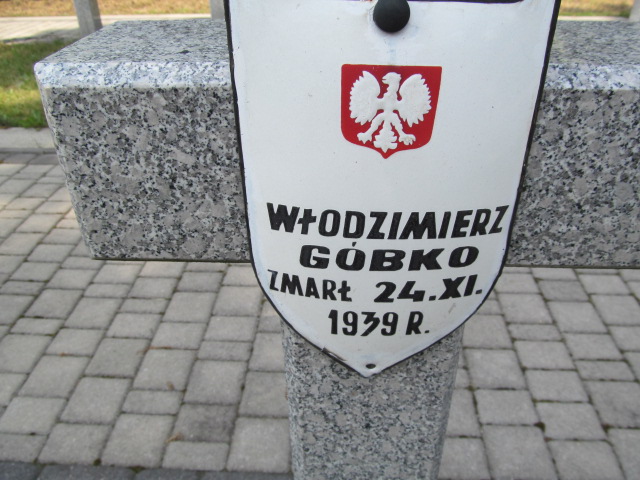 WŁODZIMIERZ
GÓBKO
ZMARŁ 24.XI.
1939 R.